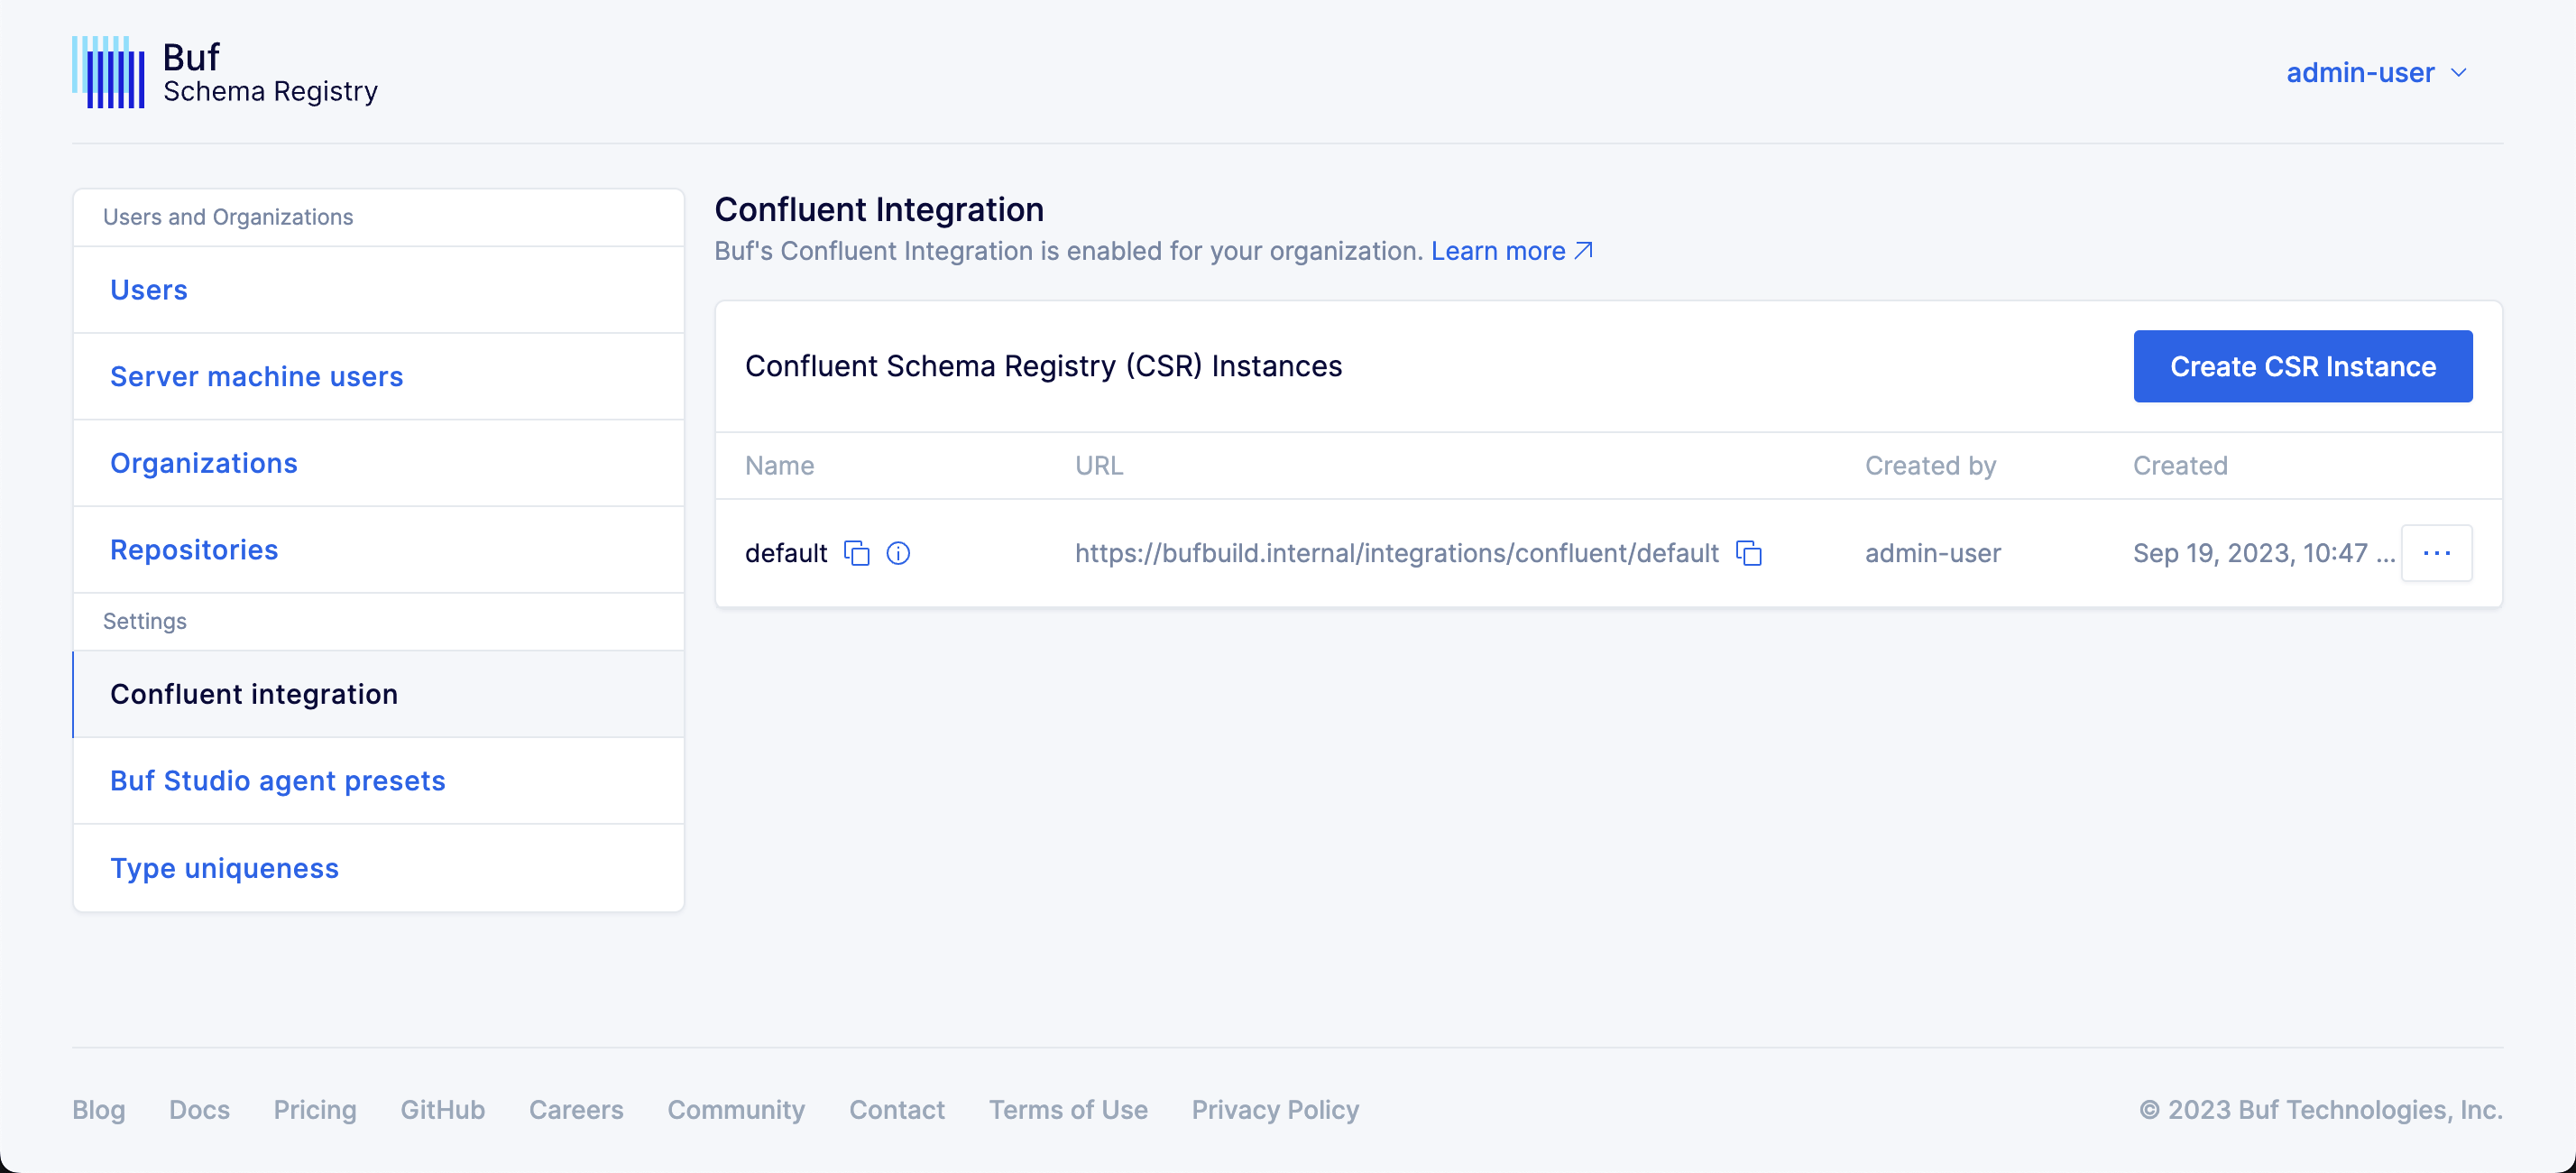 Buf
Schema Registry
admin-user
Users and Organizations
Users
Server machine users
Organizations
Repositories
Settings
Confluent integration
Buf Studio agent presets
Type uniqueness
Confluent Integration
Buf's Confluent Integration is enabled for your organization. Learn more
Confluent Schema Registry (CSR) Instances
Create CSR Instance
Name URL Created by Created
default https://bufbuild.internal/integrations/confluent/default admin-user Sep 19, 2023, 10:47 ...
Blog Docs Pricing GitHub Careers Community Contact Terms of Use Privacy Policy © 2023 Buf Technologies, Inc.